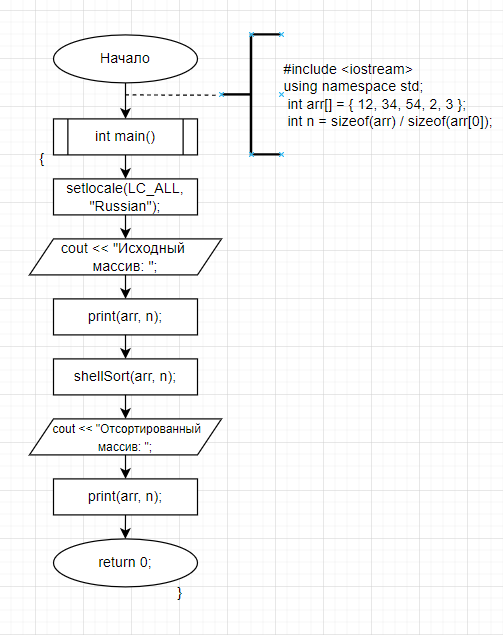 Начало
#include <iostream>
using namespace std;
int arr[] = { 12, 34, 54, 2, 3 };
int n = sizeof(arr) / sizeof(arr[0]);
int main()
{
setlocale(LC_ALL,
"Russian");
cout << "Исходный
массив: ";
print(arr, n);
shellSort(arr, n);
cout << "Отсортированный
массив: ";
print(arr, n);
return 0;
}